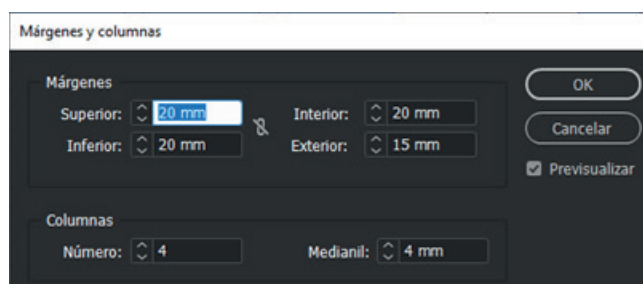 Márgenes y columnas
Márgenes
Superior: 20 mm Interior: 20 mm
Inferior: 20 mm Exterior: 15 mm
OK
Cancelar
Previsualizar
Columnas
Número: 4 Medianil: 4 mm